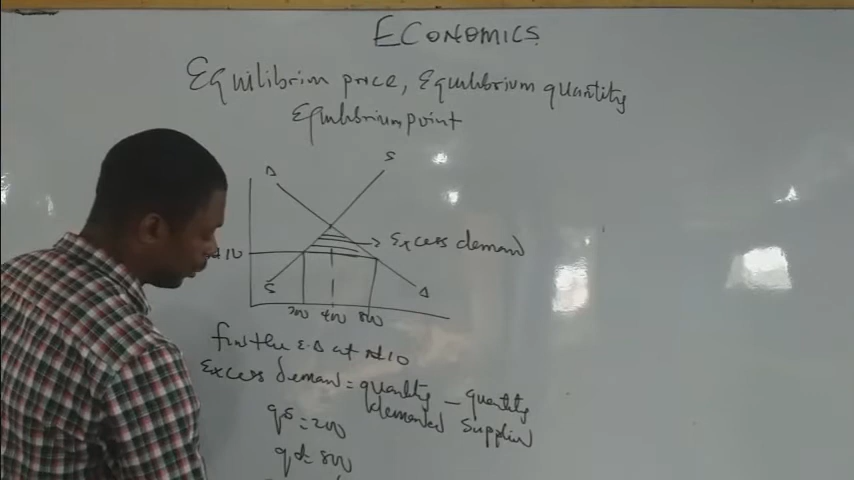 ECONOMICS
Equilibrim price, Equilibrium quantity
Equilibrium point
D
S
₦10
Excess demand
S
D
200 400 800
find the E.D at ₦10
Excess demand = quantity demanded - quantity supplied
qs = 200
qd = 800